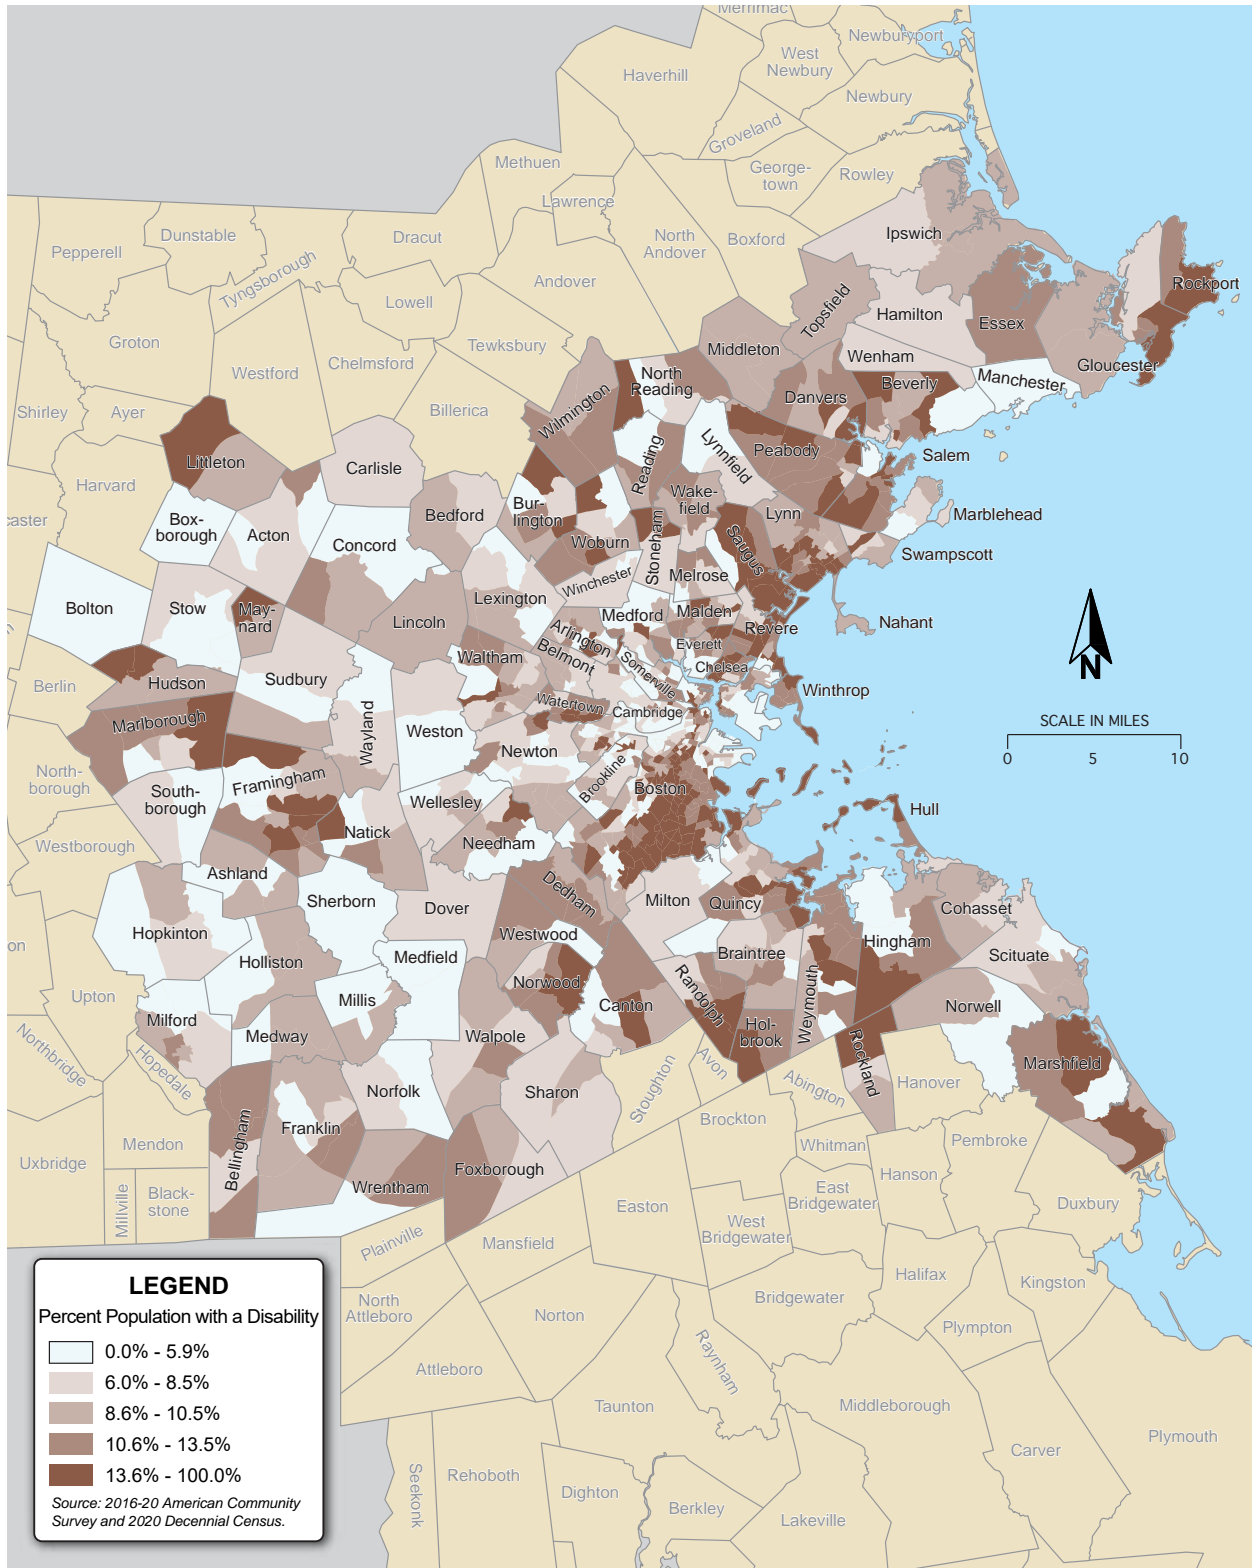 Merrimac
Newburyport
West
Newbury
Haverhill
Newbury
Groveland
Methuen
George-
town
Rowley
Lawrence
Pepperell
Dunstable
Dracut
North
Andover
Boxford
Ipswich
Tyngsborough
Andover
Lowell
Rockport
Topsfield
Hamilton
Essex
Groton
Tewksbury
Middleton
Chelmsford
Westford
Wenham
Gloucester
North
Reading
Manchester
Beverly
Danvers
Shirley
Ayer
Billerica
Wilmington
Littleton
Carlisle
Reading
Lynnfield
Peabody
Salem
Harvard
Wake-
field
Bur-
lington
Bedford
Lynn
Marblehead
caster
Box-
borough
Acton
Concord
Woburn
Stoneham
Saugus
Swampscott
Winchester
Melrose
Bolton
Stow
May-
nard
Lexington
Lincoln
Medford
Malden
Revere
Nahant
Arlington
Everett
Belmont
Waltham
Somerville
Chelsea
N
Berlin
Hudson
Sudbury
Winthrop
Watertown
Cambridge
Marlborough
Wayland
Weston
Newton
SCALE IN MILES
0
5
10
North-
borough
Framingham
South-
borough
Brookline
Boston
Wellesley
Hull
Natick
Needham
Westborough
Ashland
Dedham
Sherborn
Dover
Milton
Quincy
Cohasset
Hopkinton
Westwood
Hingham
on
Holliston
Medfield
Braintree
Scituate
Norwood
Upton
Millis
Randolph
Weymouth
Canton
Norwell
Milford
Medway
Walpole
Hol-
brook
Rockland
Northbridge
Hopedale
Avon
Marshfield
Norfolk
Sharon
Stoughton
Abington
Hanover
Franklin
Brockton
Bellingham
Mendon
Whitman
Pembroke
Uxbridge
Foxborough
Hanson
Wrentham
East
Bridgewater
Millville
Black-
stone
Easton
Duxbury
West
Bridgewater
Plainville
Mansfield
Halifax
Kingston
North
Attleboro
Norton
Bridgewater
Plympton
Raynham
Attleboro
Taunton
Middleborough
Carver
Plymouth
Seekonk
Rehoboth
Dighton
Berkley
Lakeville
LEGEND
Percent Population with a Disability
0.0% - 5.9%
6.0% - 8.5%
8.6% - 10.5%
10.6% - 13.5%
13.6% - 100.0%
Source: 2016-20 American Community
Survey and 2020 Decennial Census.